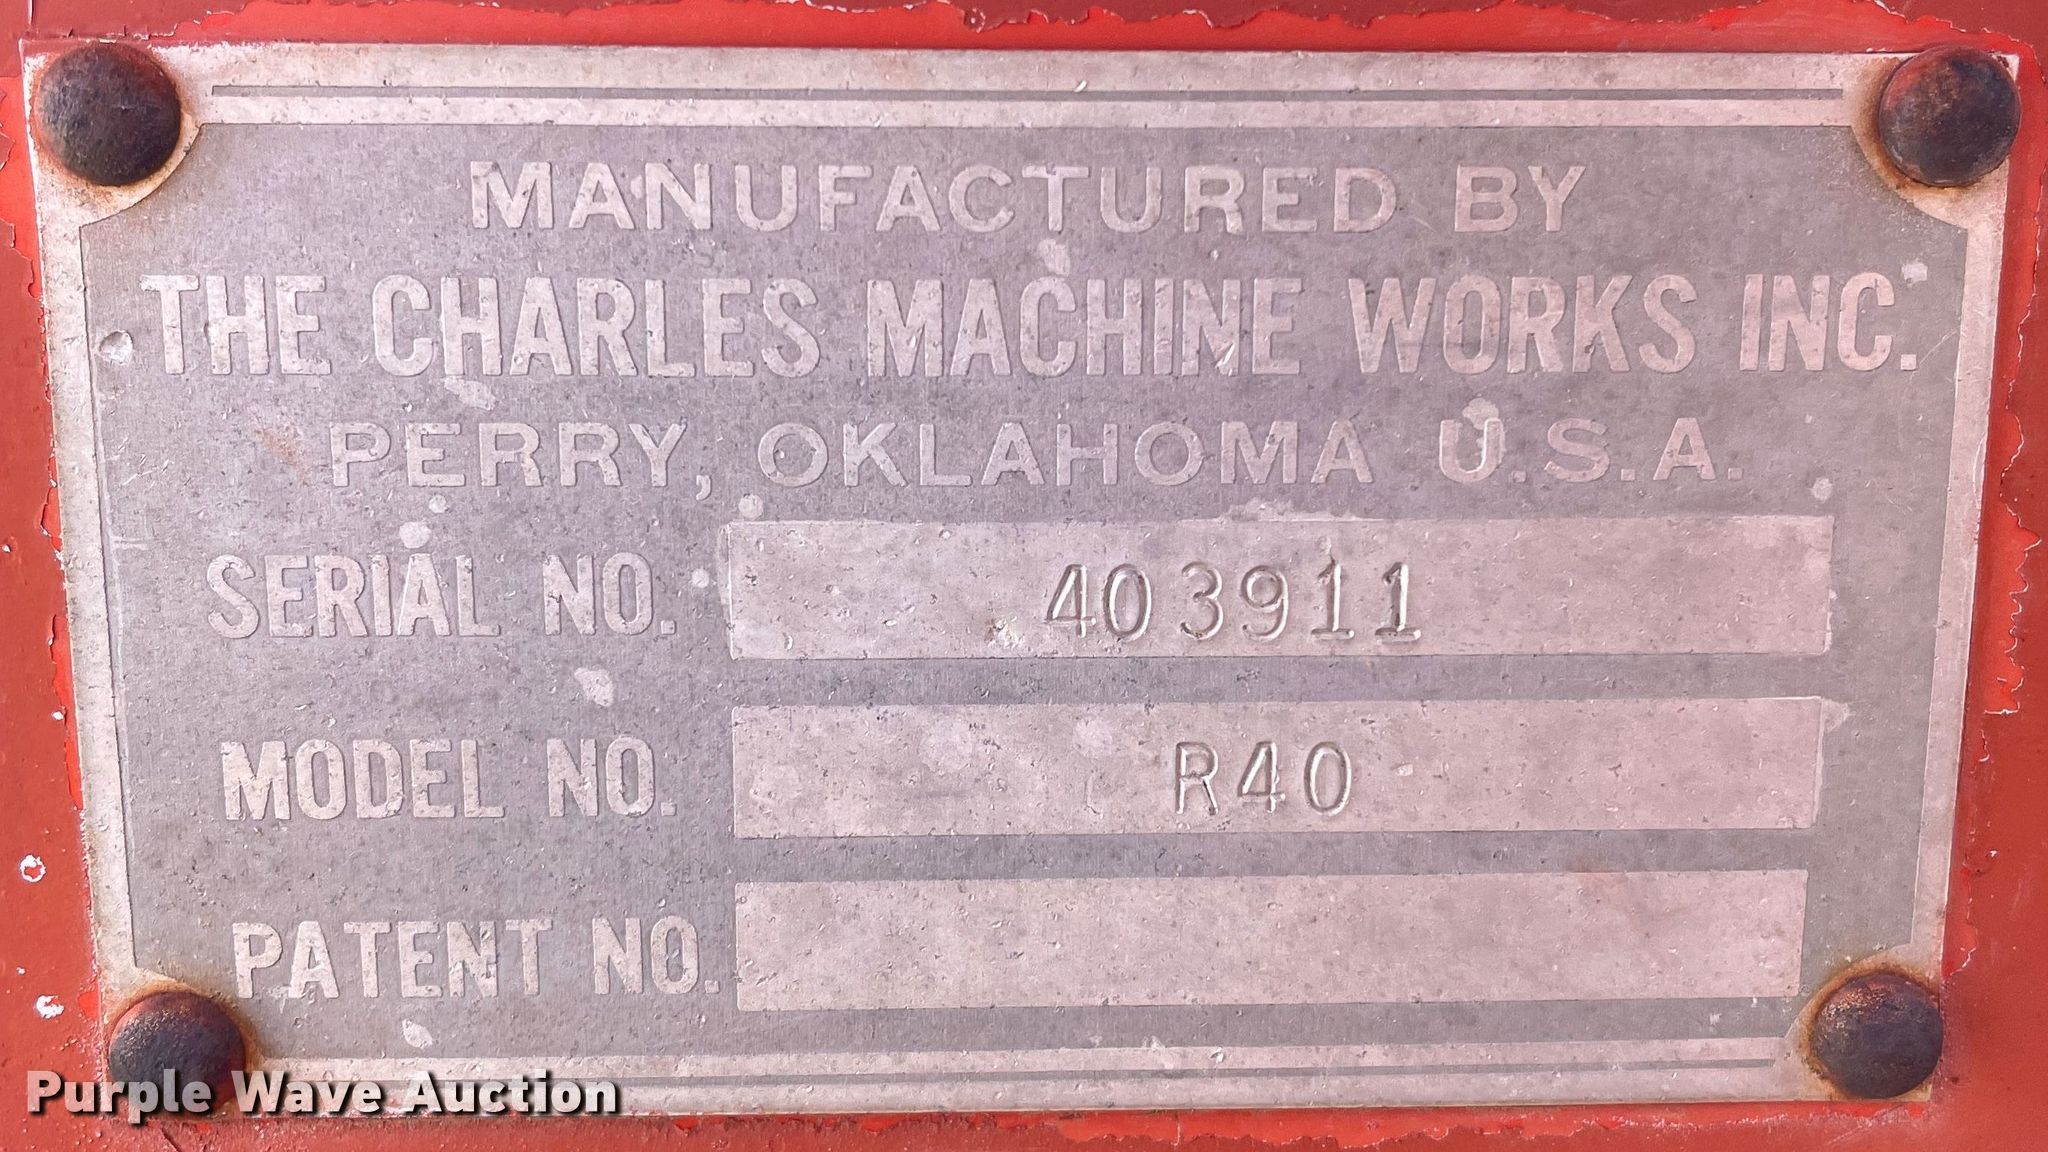 MANUFACTURED BY
THE CHARLES MACHINE WORKS INC.
PERRY, OKLAHOMA U.S.A.
SERIAL NO. 403911
MODEL NO. R40
PATENT NO.
Purple Wave Auction